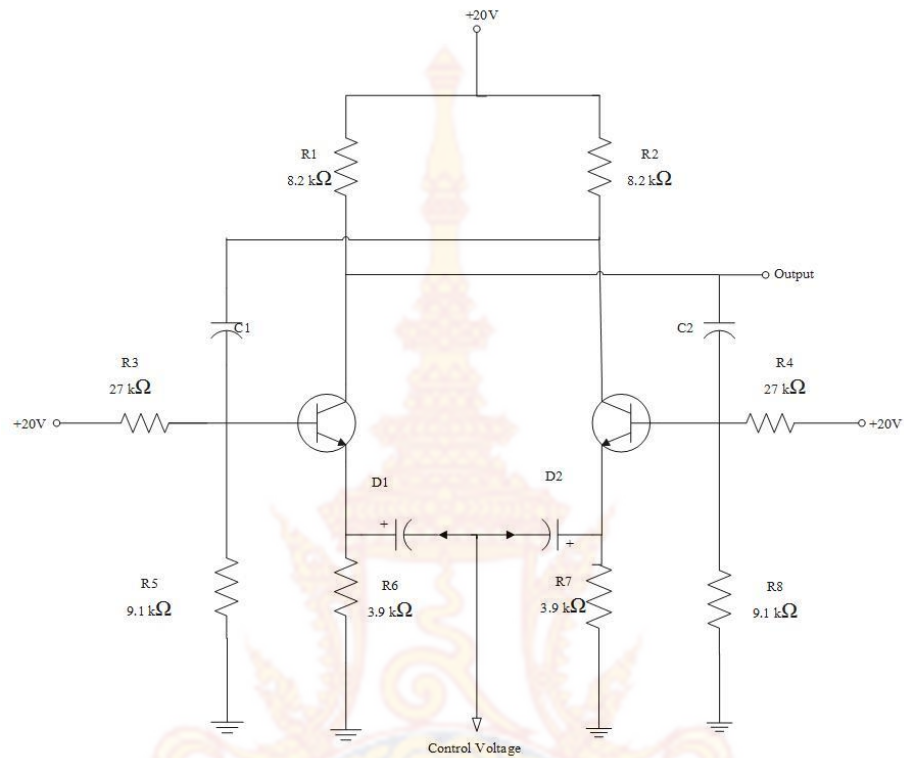 +20V
R1
8.2 kΩ
R2
8.2 kΩ
Output
C1
C2
R3
27 kΩ
R4
27 kΩ
+20V
+20V
D1
D2
+
+
R5
9.1 kΩ
R6
3.9 kΩ
R7
3.9 kΩ
R8
9.1 kΩ
Control Voltage